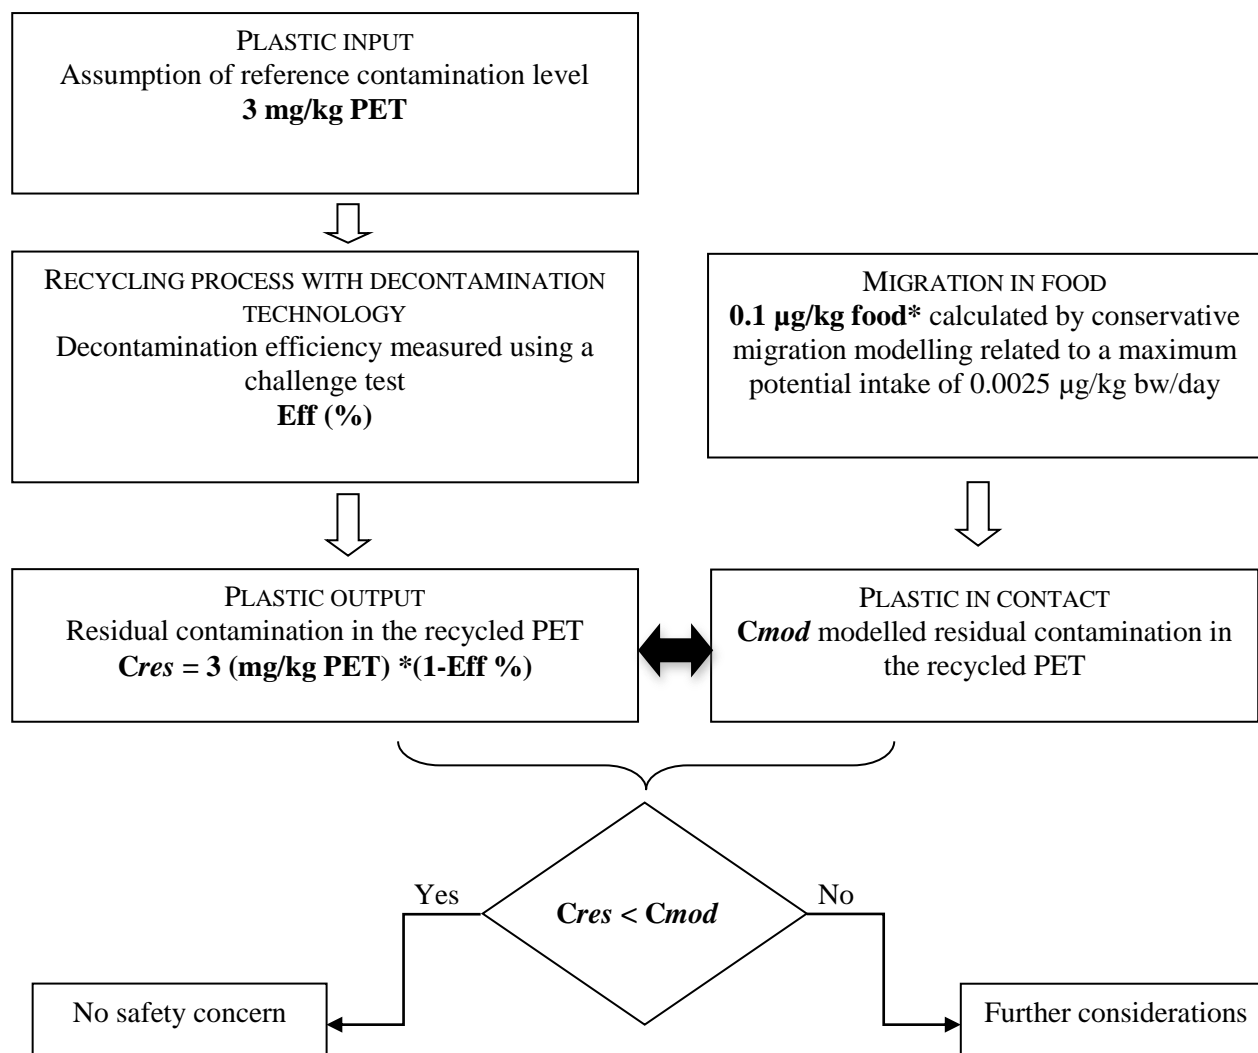 PLASTIC INPUT
Assumption of reference contamination level
3 mg/kg PET
RECYCLING PROCESS WITH DECONTAMINATION
TECHNOLOGY
Decontamination efficiency measured using a
challenge test
Eff (%)
MIGRATION IN FOOD
0.1 µg/kg food* calculated by conservative
migration modelling related to a maximum
potential intake of 0.0025 µg/kg bw/day
PLASTIC OUTPUT
Residual contamination in the recycled PET
Cres = 3 (mg/kg PET) *(1-Eff %)
PLASTIC IN CONTACT
Cmod modelled residual contamination in
the recycled PET
Yes
No
Cres < Cmod
No safety concern
Further considerations